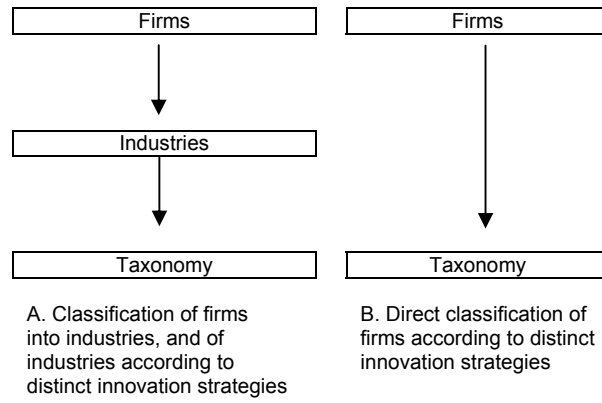 Firms
Industries
Taxonomy
A. Classification of firms
into industries, and of
industries according to
distinct innovation strategies
Firms
Taxonomy
B. Direct classification of
firms according to distinct
innovation strategies